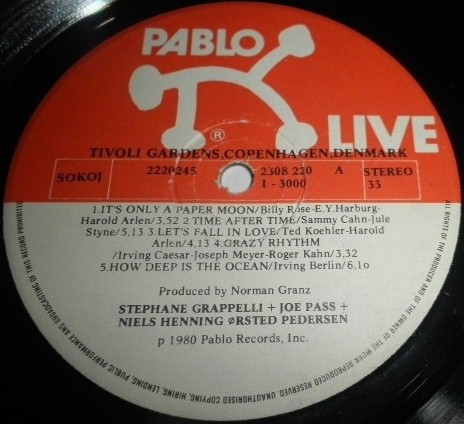 PABLO
®
LIVE
TIVOLI GARDENS,COPENHAGEN,DENMARK
SOKOJ 2220245 2308 220 A STEREO
1 - 3000 33
1.IT'S ONLY A PAPER MOON/Billy Rose-E.Y.Harburg-
Harold Arlen/3,52 2 TIME AFTER TIME/Sammy Cahn-Jule
Styne/5,13 3.LET'S FALL IN LOVE/Ted Koehler-Harold
Arlen/4,13 4.CRAZY RHYTHM
/Irving Caesar-Joseph Meyer-Roger Kahn/3,32
5.HOW DEEP IS THE OCEAN/Irving Berlin/6,1o
Produced by Norman Granz
STEPHANE GRAPPELLI + JOE PASS +
NIELS HENNING ØRSTED PEDERSEN
p 1980 Pablo Records, Inc.
ALL RIGHTS OF THE PRODUCER AND OF THE OWNER OF THE WORK REPRODUCED RESERVED. UNAUTHORISED COPYING, HIRING, LENDING, PUBLIC PERFORMANCE AND BROADCASTING OF THIS RECORD PROHIBITED